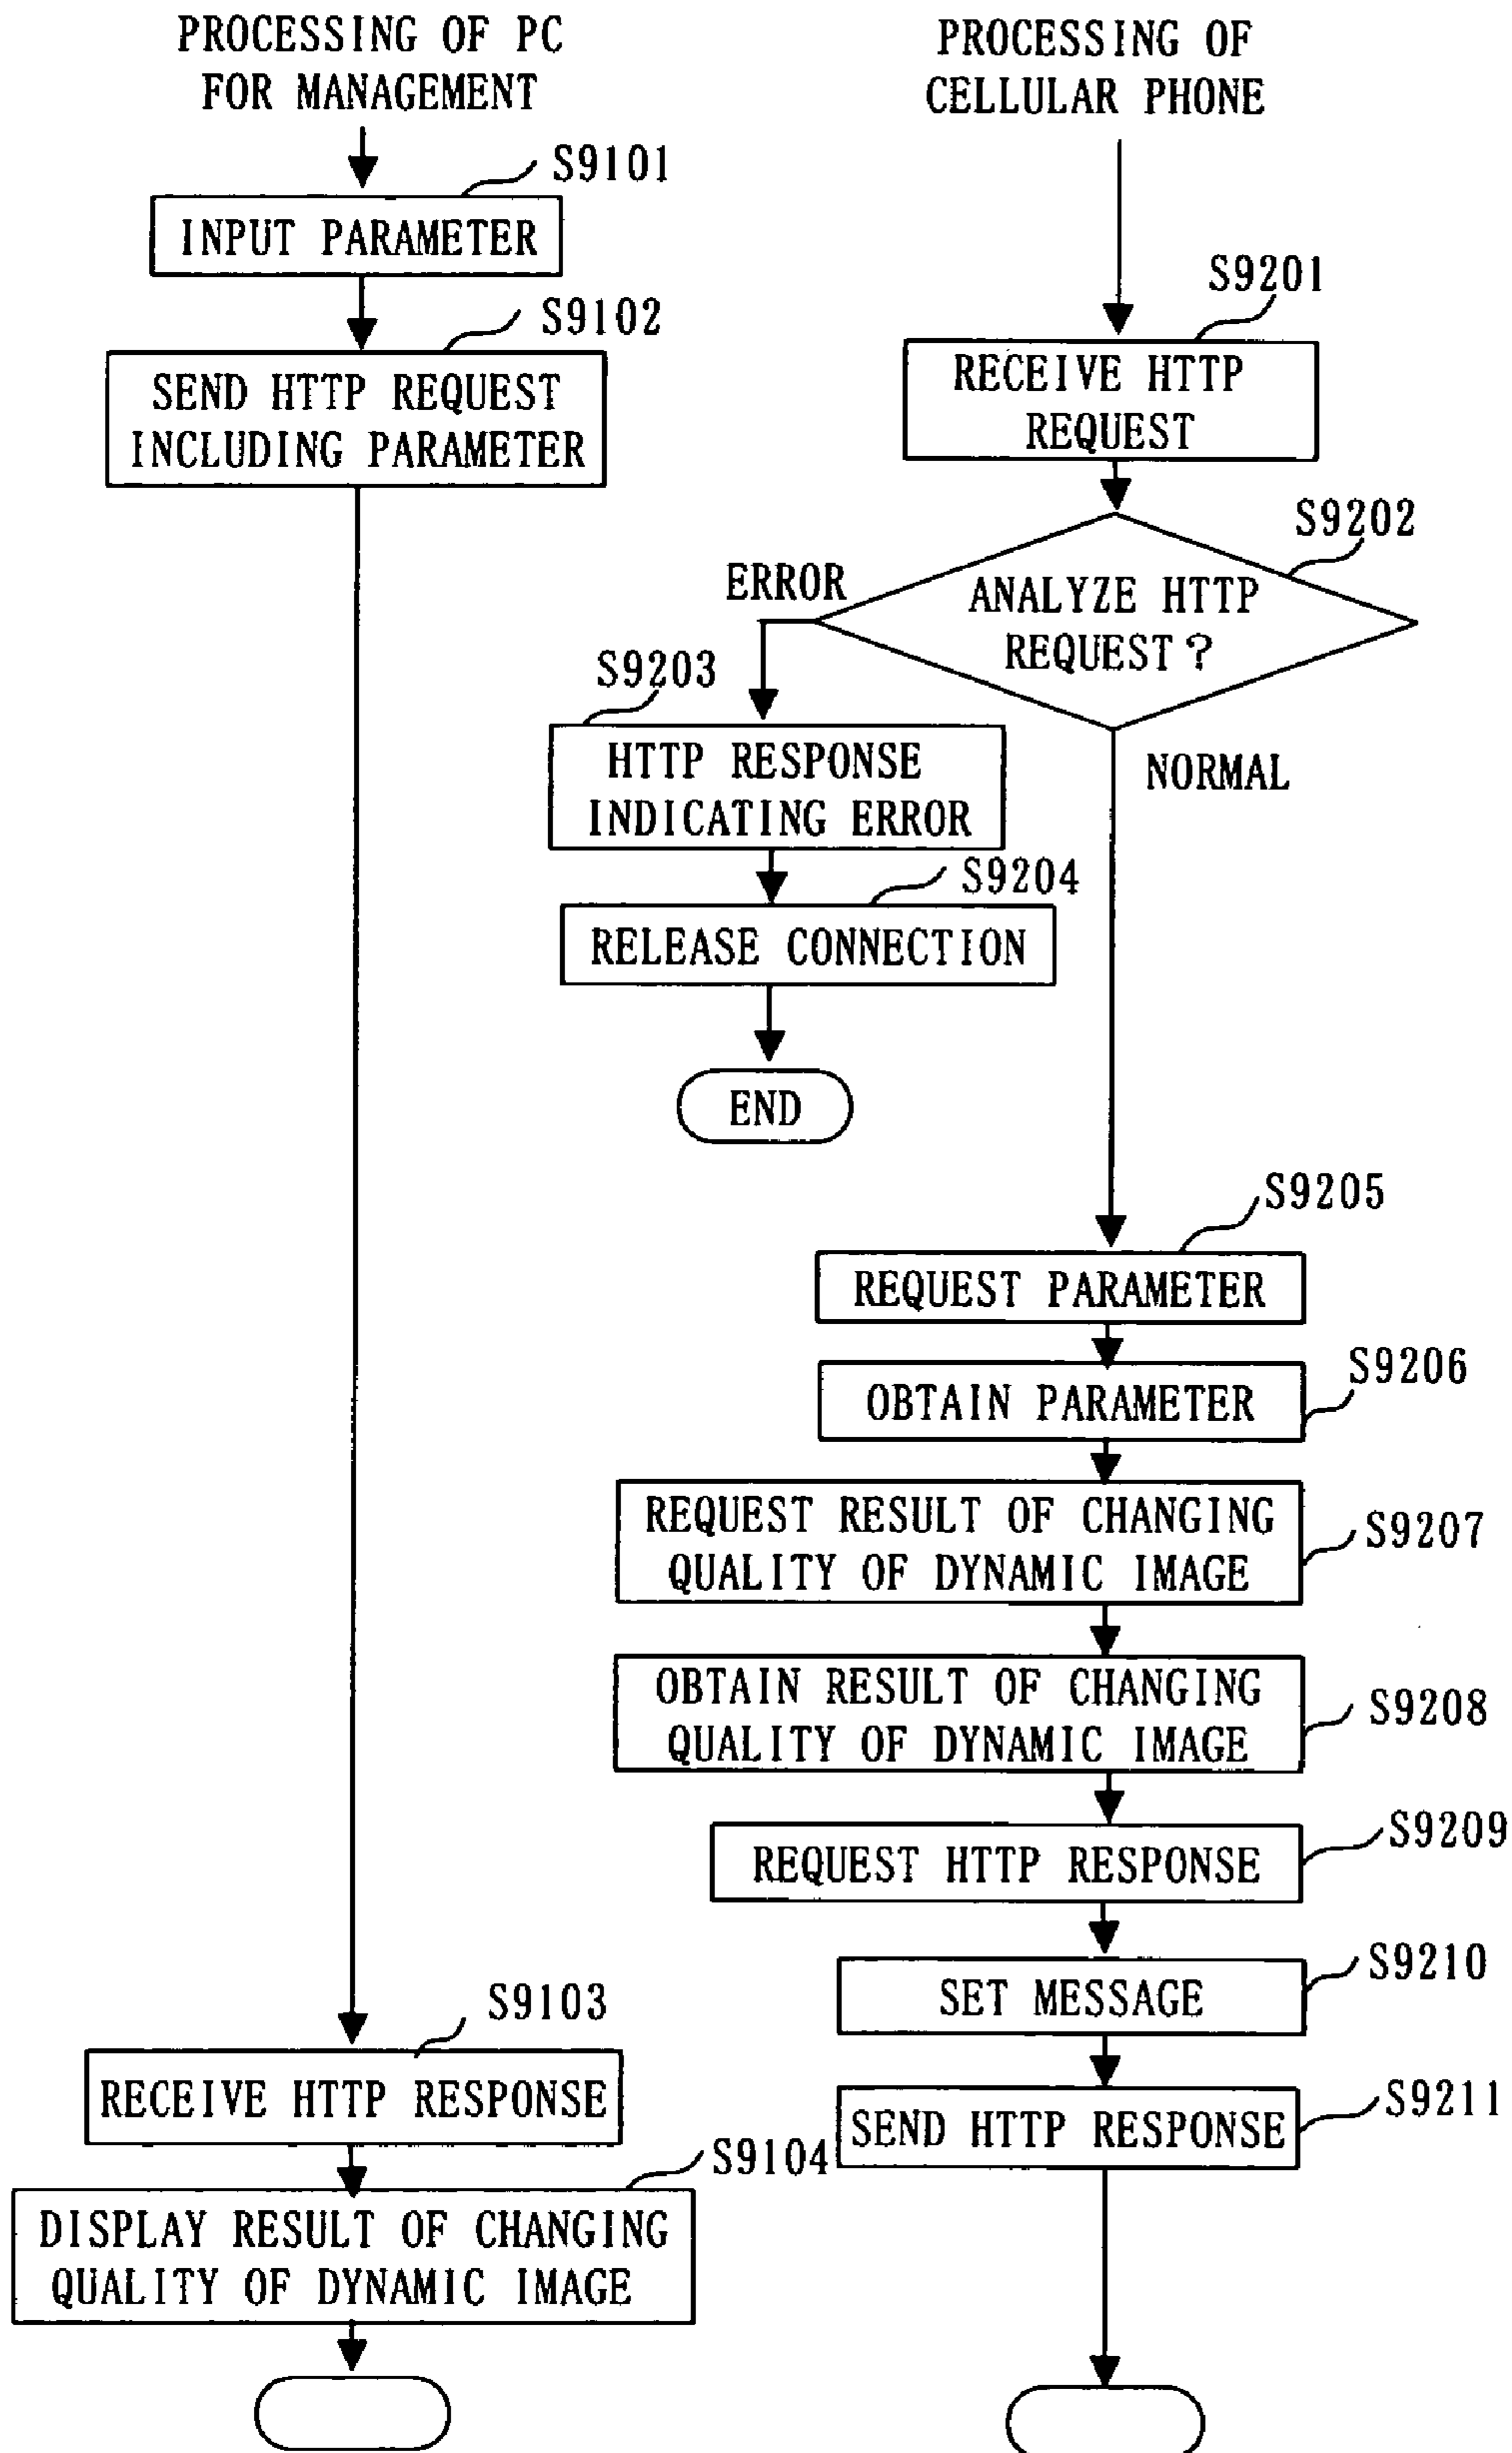 PROCESSING OF PC
FOR MANAGEMENT
S9101
INPUT PARAMETER
S9102
SEND HTTP REQUEST
INCLUDING PARAMETER
S9103
RECEIVE HTTP RESPONSE
S9104
DISPLAY RESULT OF CHANGING
QUALITY OF DYNAMIC IMAGE
PROCESSING OF
CELLULAR PHONE
S9201
RECEIVE HTTP
REQUEST
S9202
ANALYZE HTTP
REQUEST?
ERROR
S9203
HTTP RESPONSE
INDICATING ERROR
S9204
RELEASE CONNECTION
END
NORMAL
S9205
REQUEST PARAMETER
S9206
OBTAIN PARAMETER
REQUEST RESULT OF CHANGING
QUALITY OF DYNAMIC IMAGE
S9207
OBTAIN RESULT OF CHANGING
QUALITY OF DYNAMIC IMAGE
S9208
S9209
REQUEST HTTP RESPONSE
S9210
SET MESSAGE
S9211
SEND HTTP RESPONSE